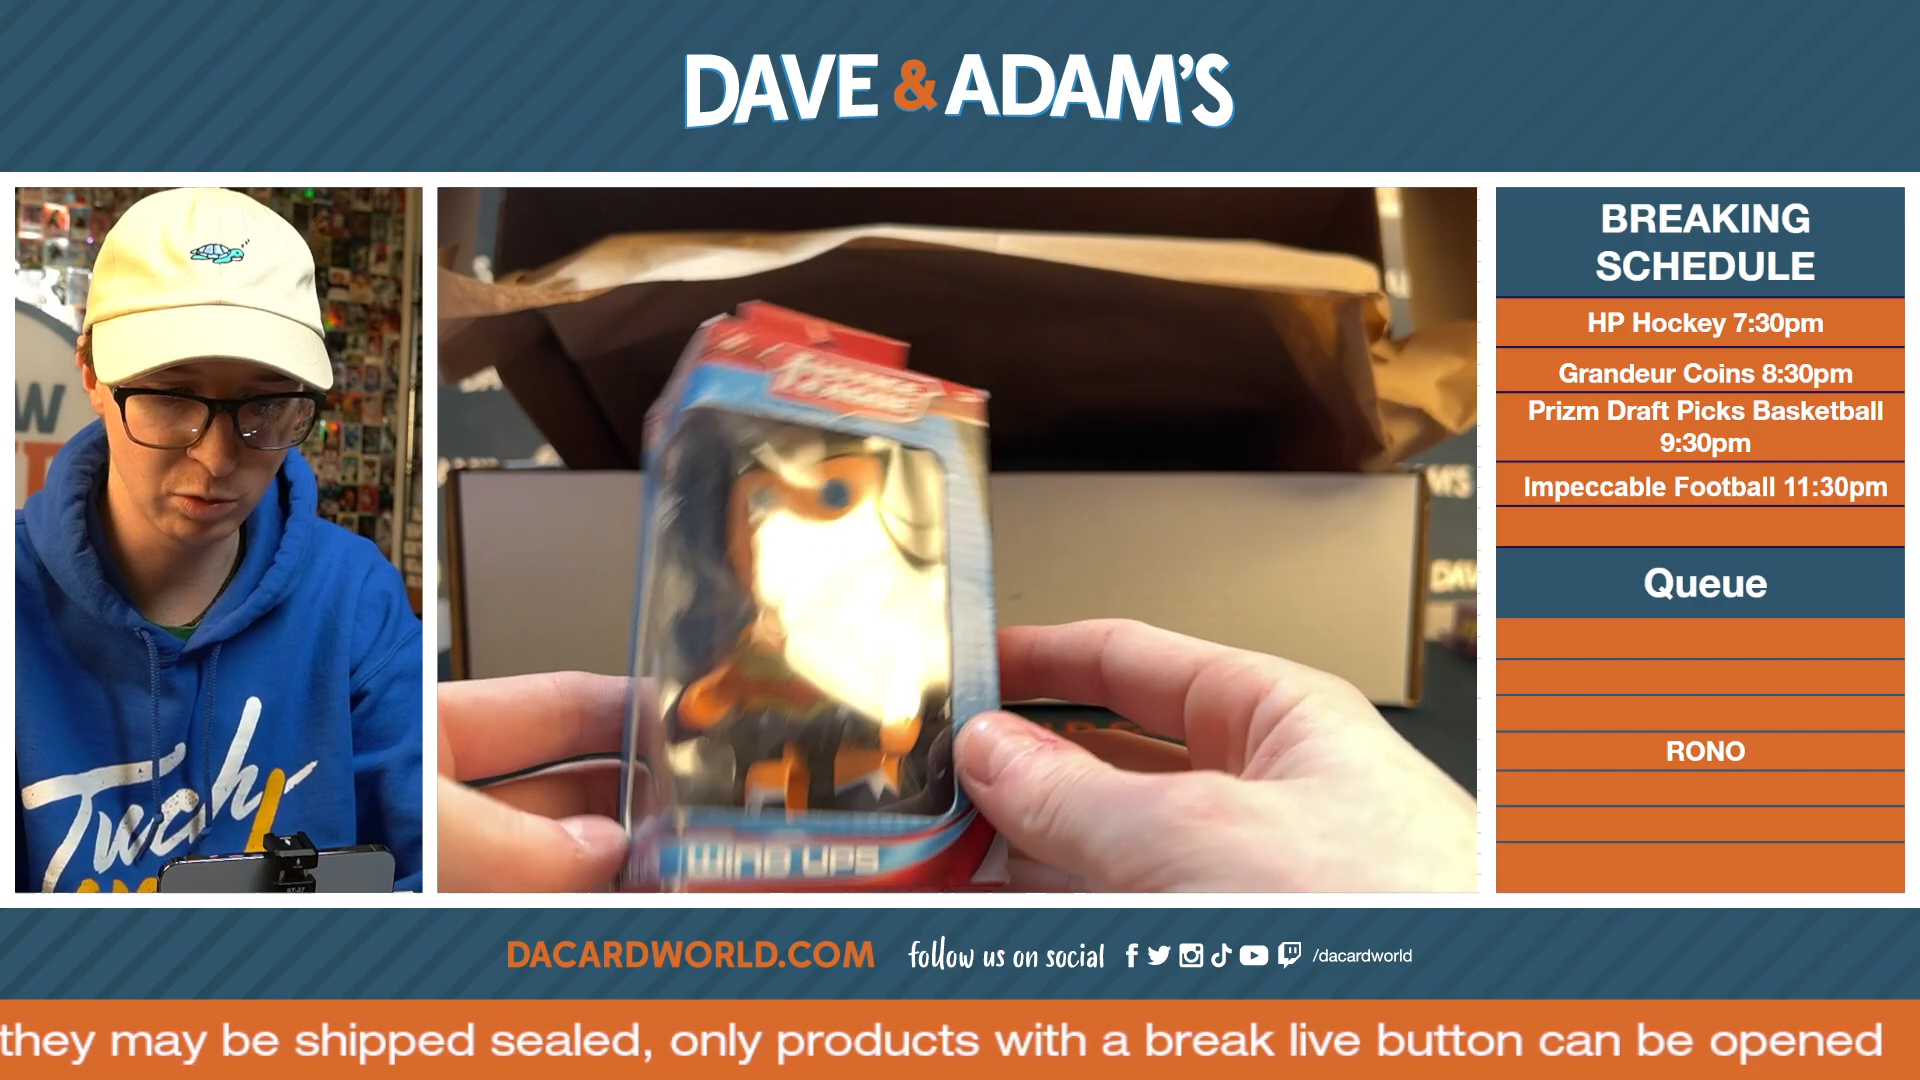 DAVE & ADAM'S
BREAKING
SCHEDULE
HP Hockey 7:30pm
Grandeur Coins 8:30pm
Prizm Draft Picks Basketball
9:30pm
Impeccable Football 11:30pm
Queue
RONO
WIND UPS
DACARDWORLD.COM follow us on social /dacardworld
they may be shipped sealed, only products with a break live button can be opened